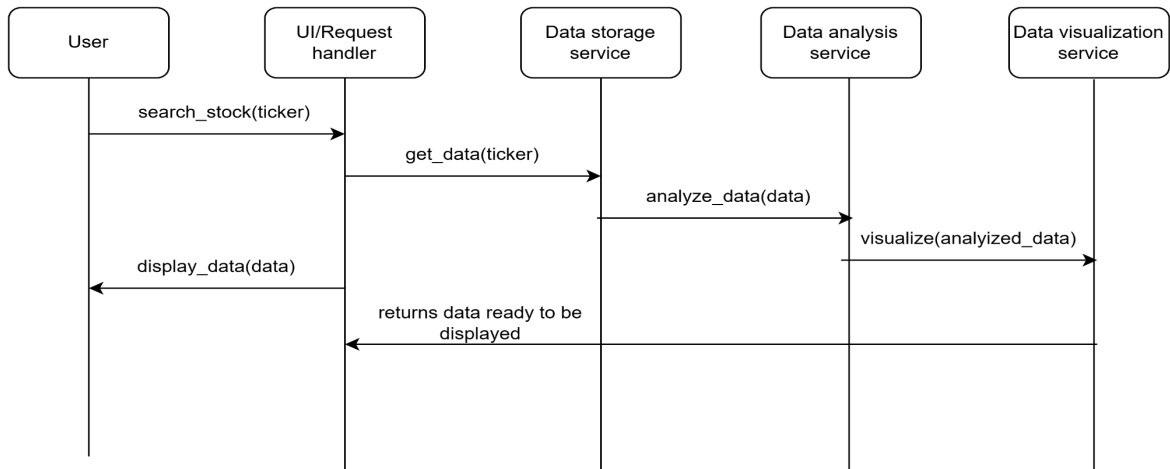 User
UI/Request
handler
Data storage
service
Data analysis
service
Data visualization
service
search_stock(ticker)
get_data(ticker)
analyze_data(data)
visualize(analyized_data)
display_data(data)
returns data ready to be
displayed